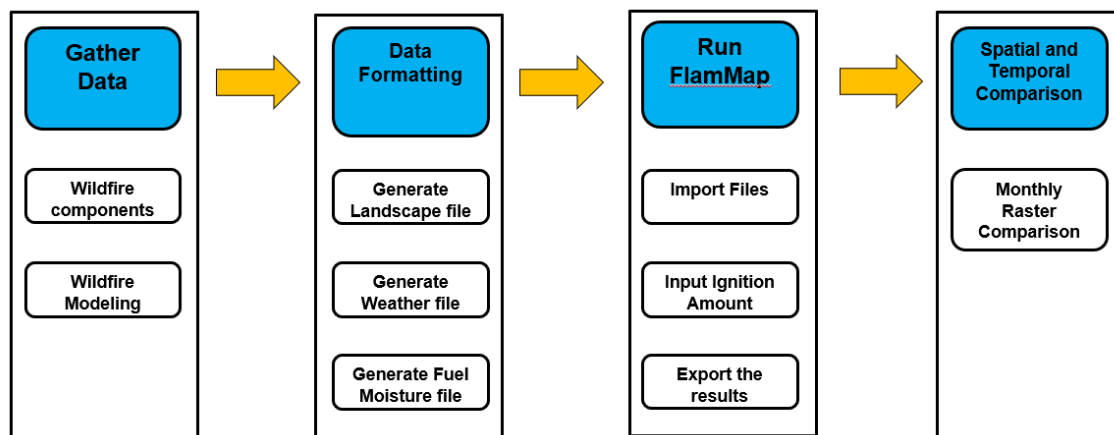 Gather
Data
Wildfire
components
Wildfire
Modeling
Data
Formatting
Generate
Landscape file
Generate
Weather file
Generate Fuel
Moisture file
Run
FlamMap
Import Files
Input Ignition
Amount
Export the
results
Spatial and
Temporal
Comparison
Monthly
Raster
Comparison